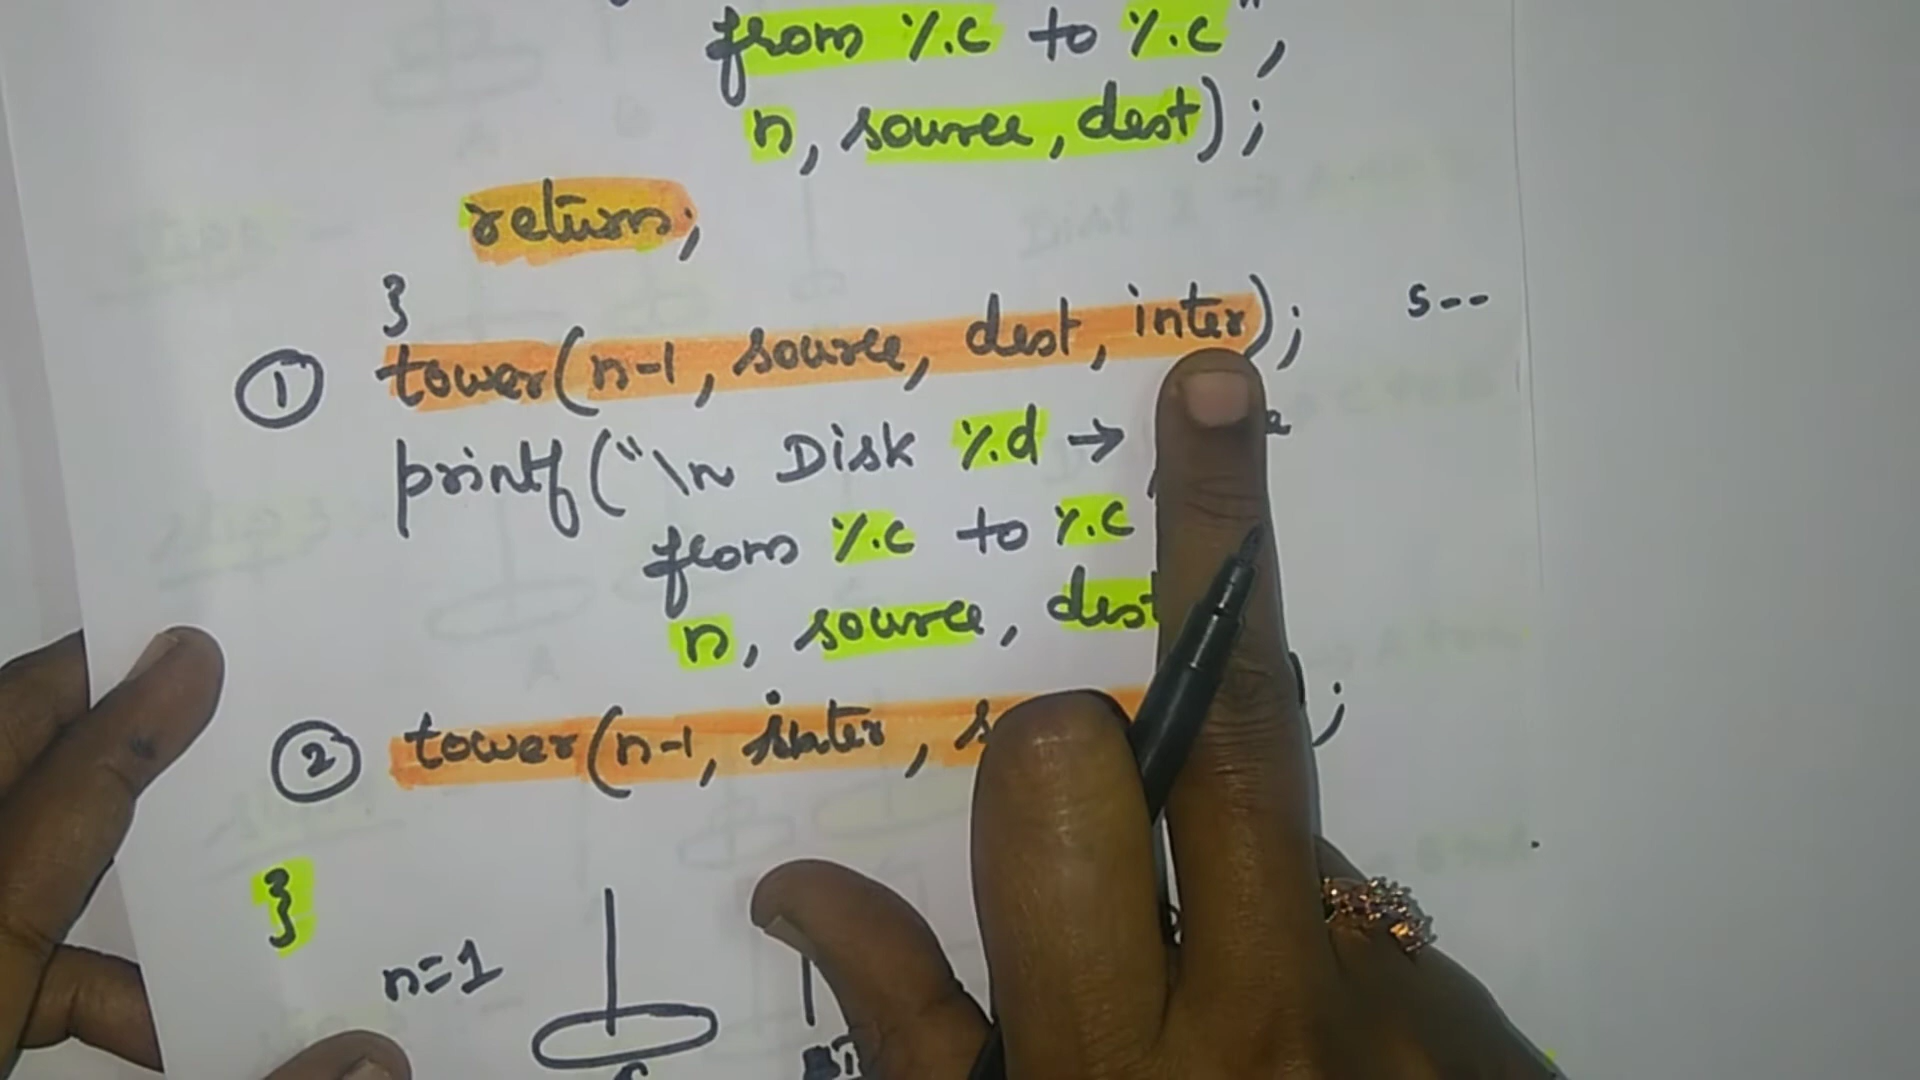 from %c to %c",
n, source, dest);
return;
}
① tower(n-1, source, dest, inter); s--
printf("\n Disk %d →
from %c to %c
n, source, dest
② tower(n-1, inter, s ;
}
n=1